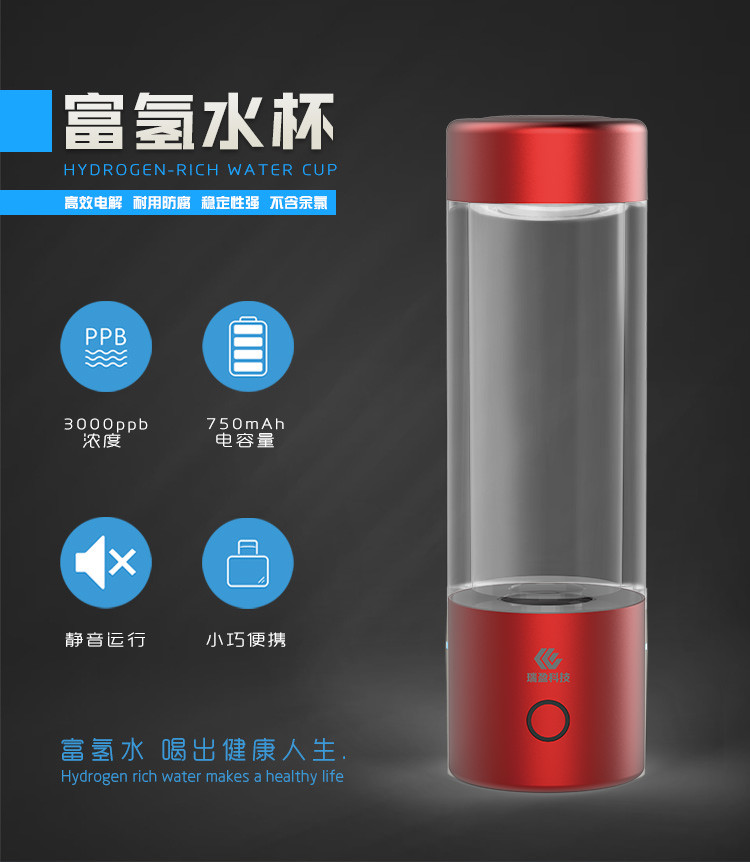 富氢水杯
HYDROGEN-RICH WATER CUP
高效电解 耐用防腐 稳定性强 不含余氯
PPB
3000ppb
浓度
750mAh
电容量
静音运行
小巧便携
瑞盈科技
富氢水 喝出健康人生.
Hydrogen rich water makes a healthy life